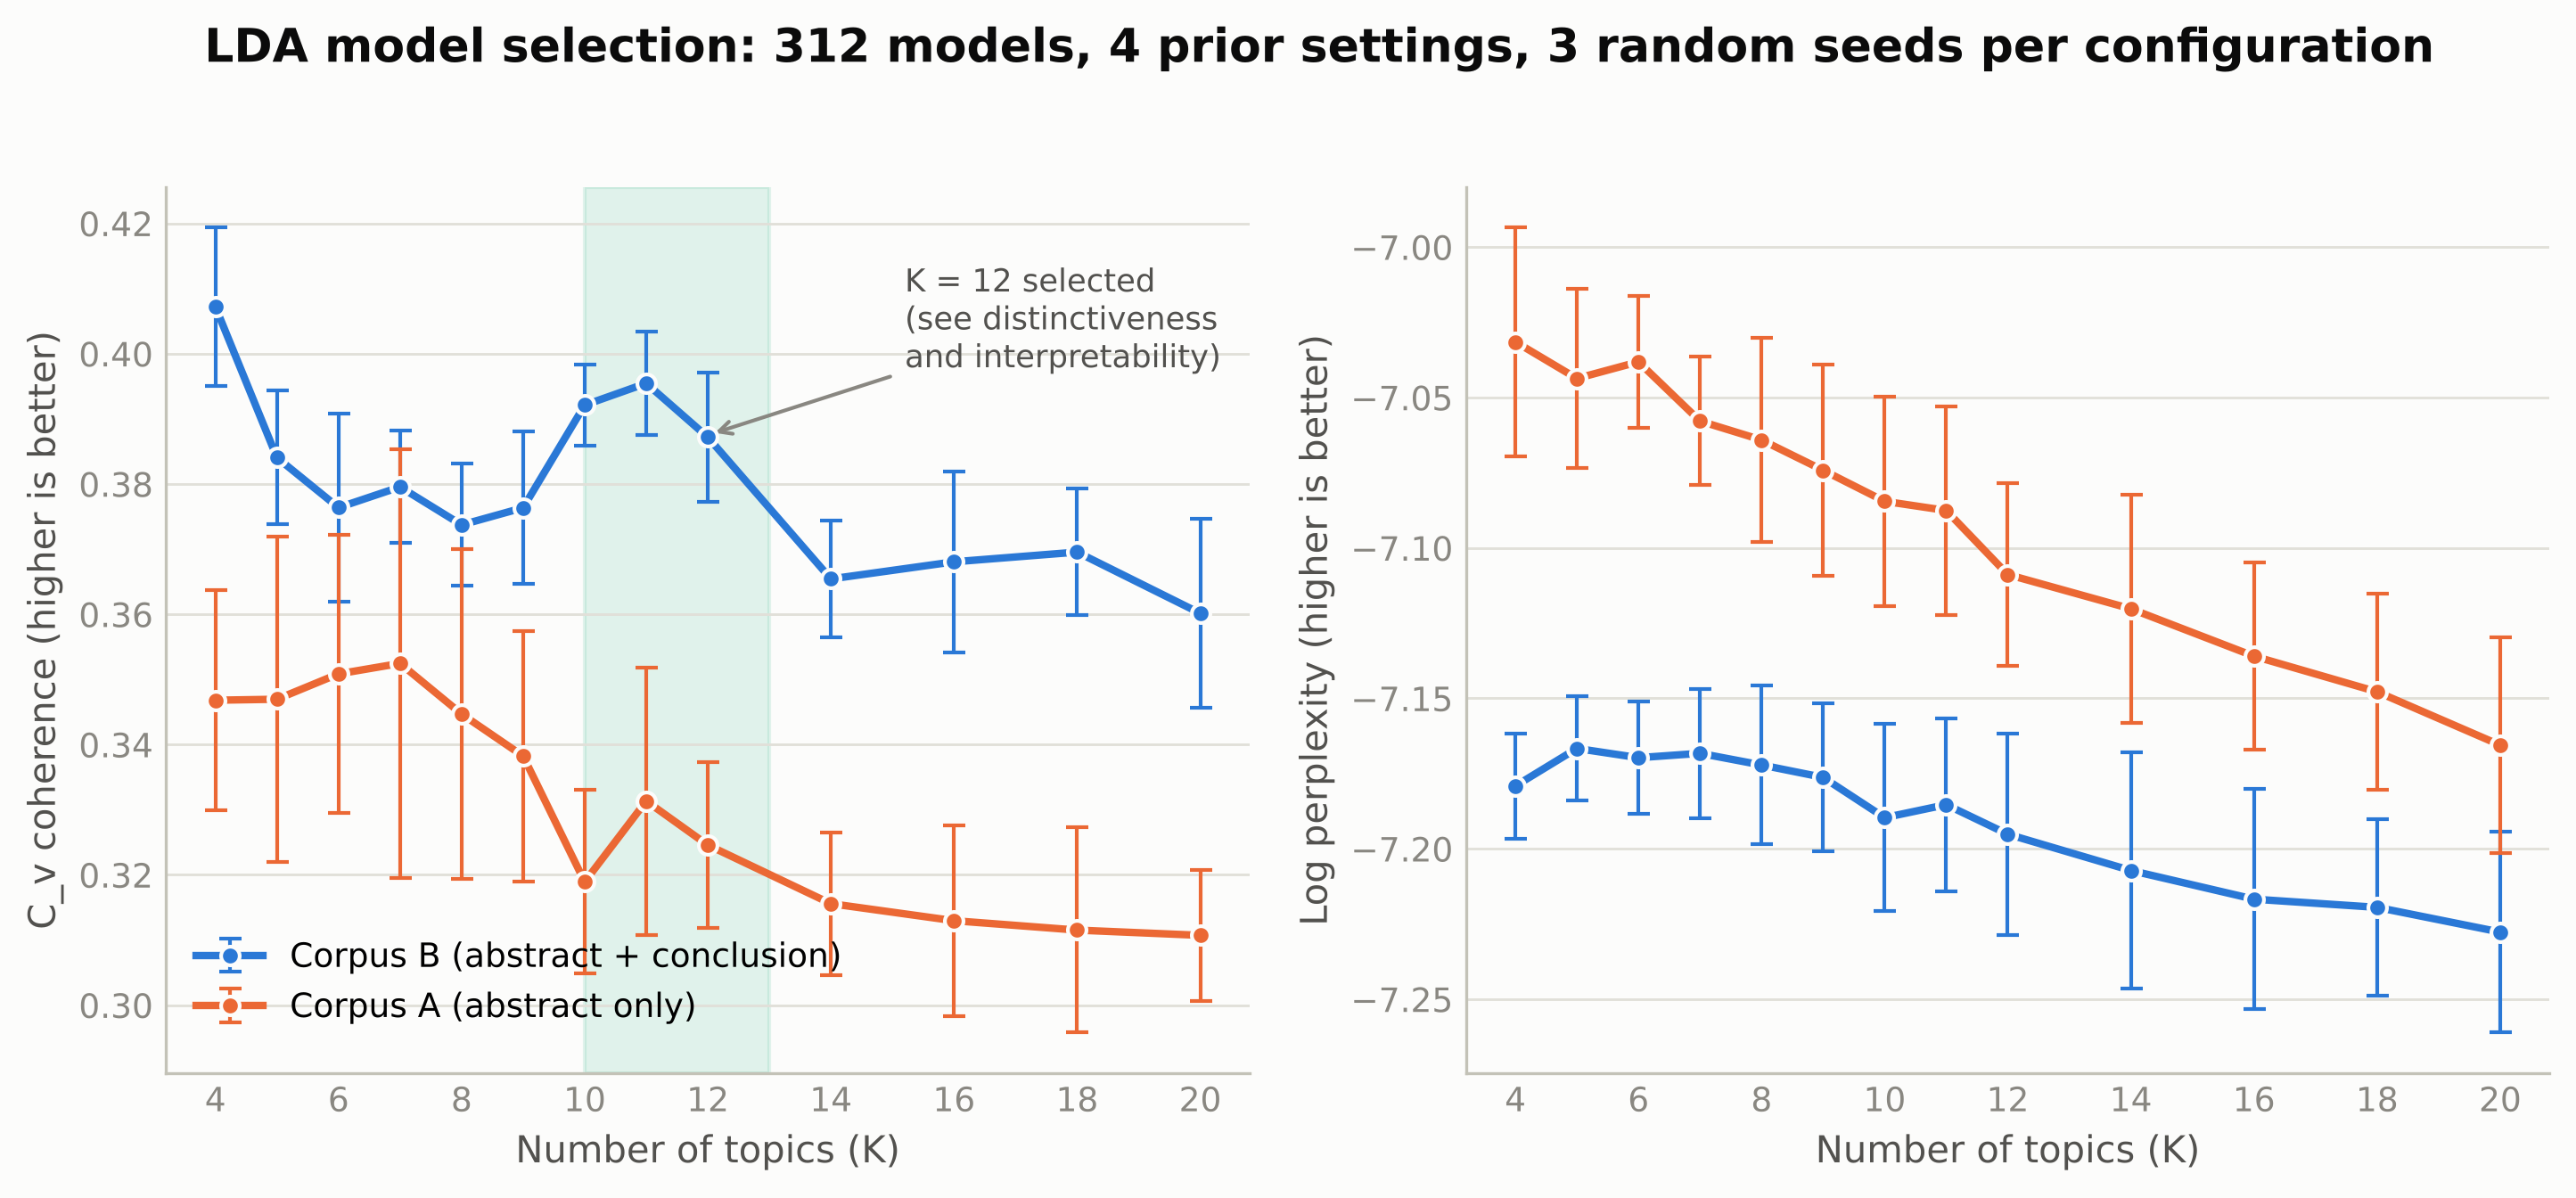 LDA model selection: 312 models, 4 prior settings, 3 random seeds per configuration
C_v coherence (higher is better)
0.42
0.40
0.38
0.36
0.34
0.32
0.30
K = 12 selected
(see distinctiveness
and interpretability)
Corpus B (abstract + conclusion)
Corpus A (abstract only)
4 6 8 10 12 14 16 18 20
Number of topics (K)
Log perplexity (higher is better)
−7.00
−7.05
−7.10
−7.15
−7.20
−7.25
4 6 8 10 12 14 16 18 20
Number of topics (K)